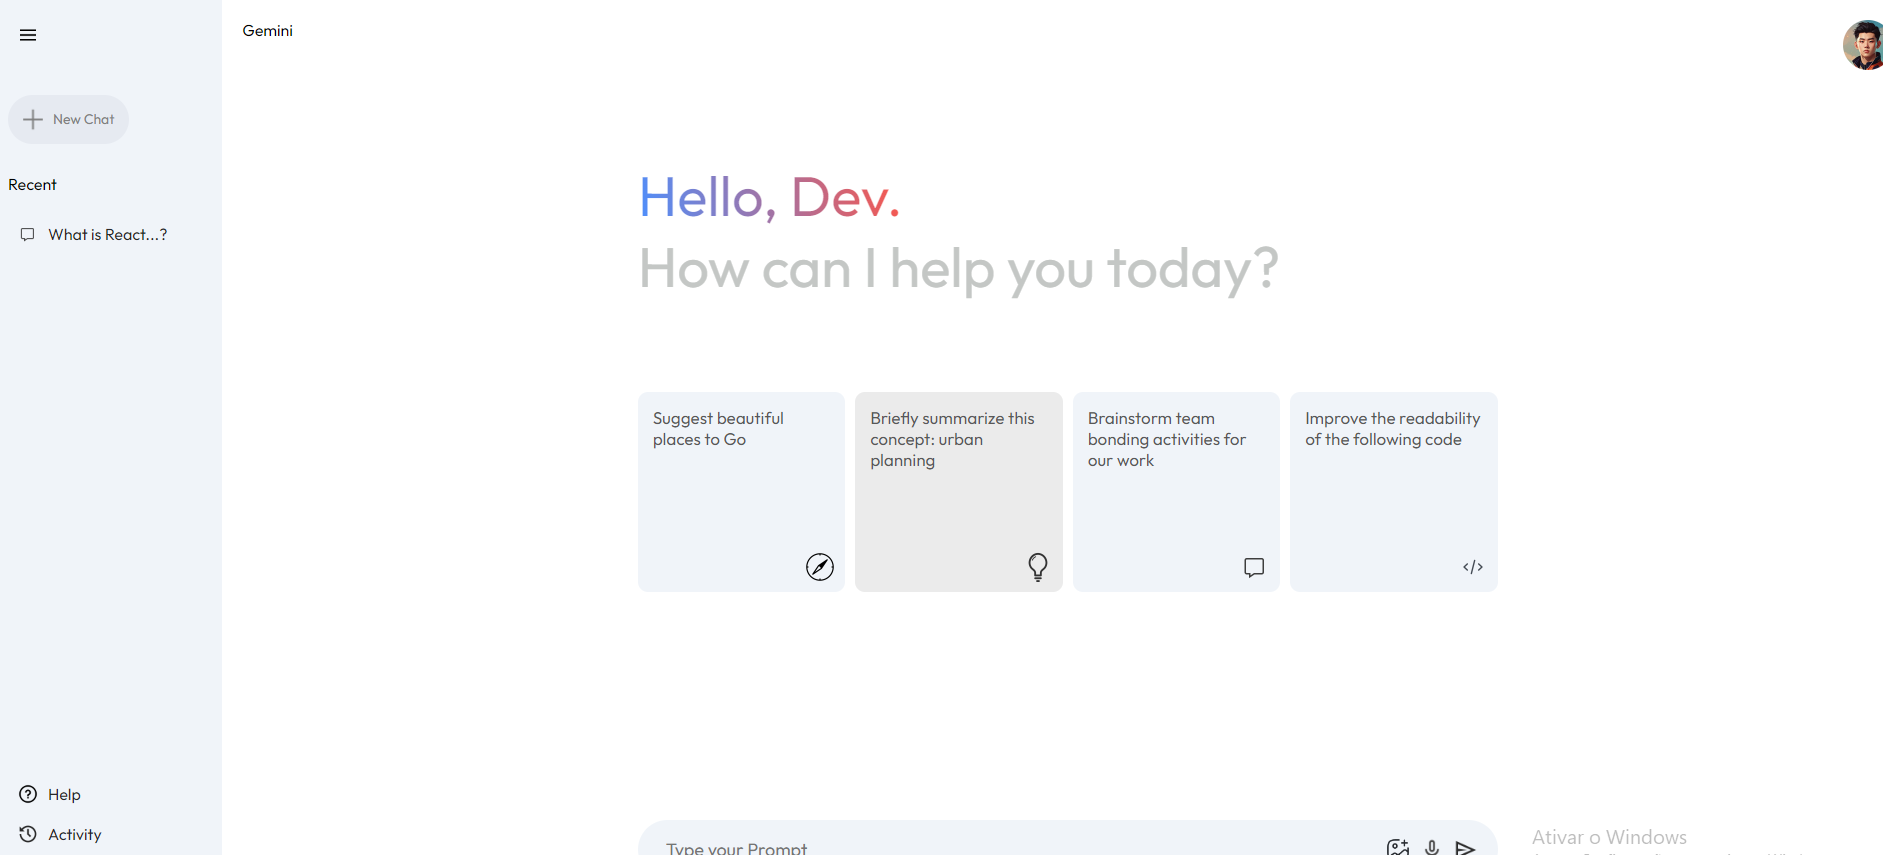 Gemini
New Chat
Recent
What is React...?
Help
Activity
Hello, Dev.
How can I help you today?
Suggest beautiful
places to Go
Briefly summarize this
concept: urban
planning
Brainstorm team
bonding activities for
our work
Improve the readability
of the following code
Type your Prompt
Ativar o Windows